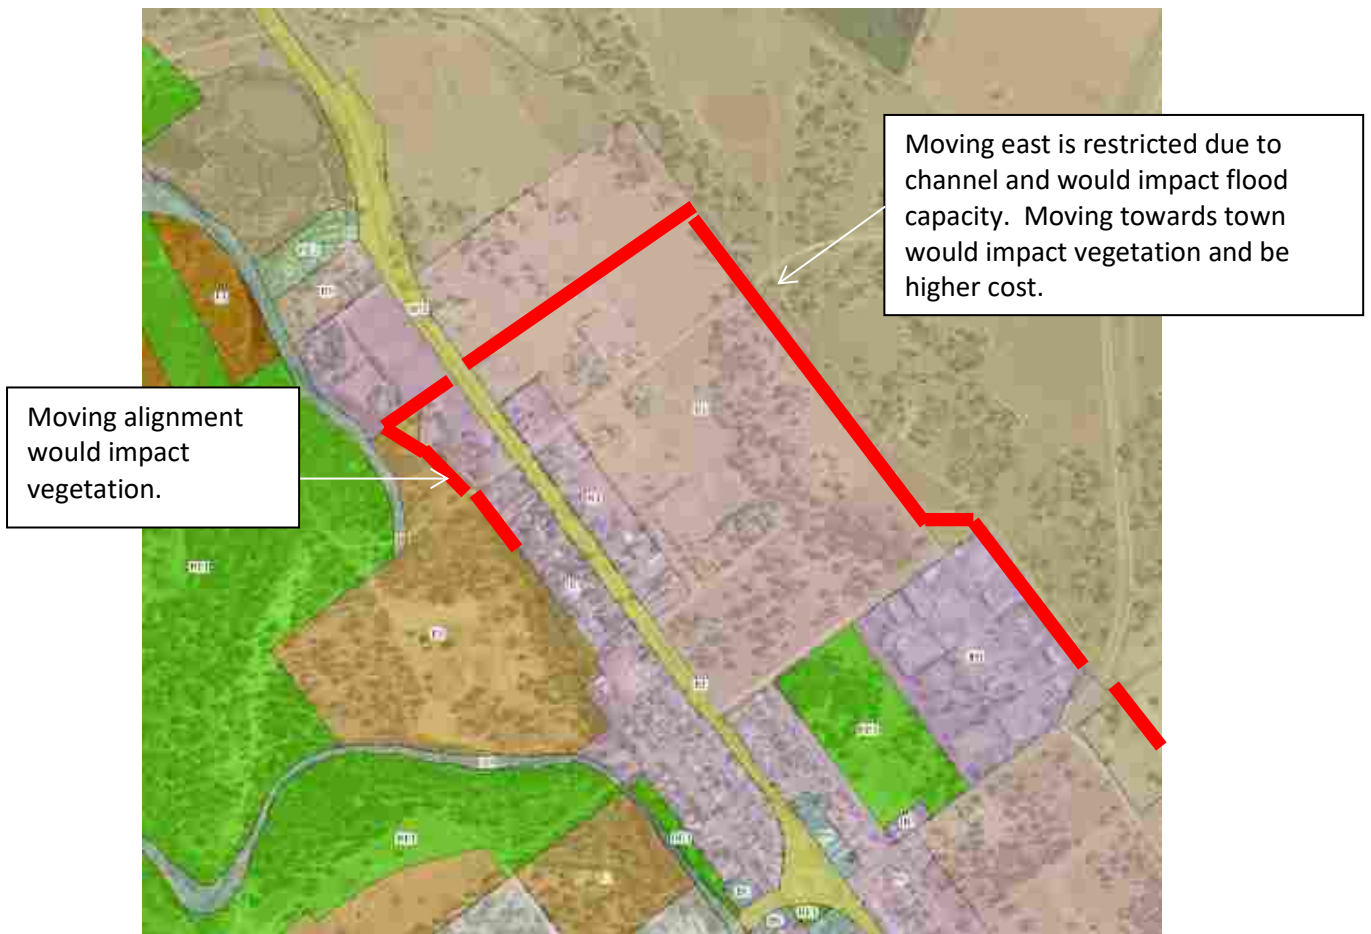 Moving east is restricted due to
channel and would impact flood
capacity.  Moving towards town
would impact vegetation and be
higher cost.
Moving alignment
would impact
vegetation.